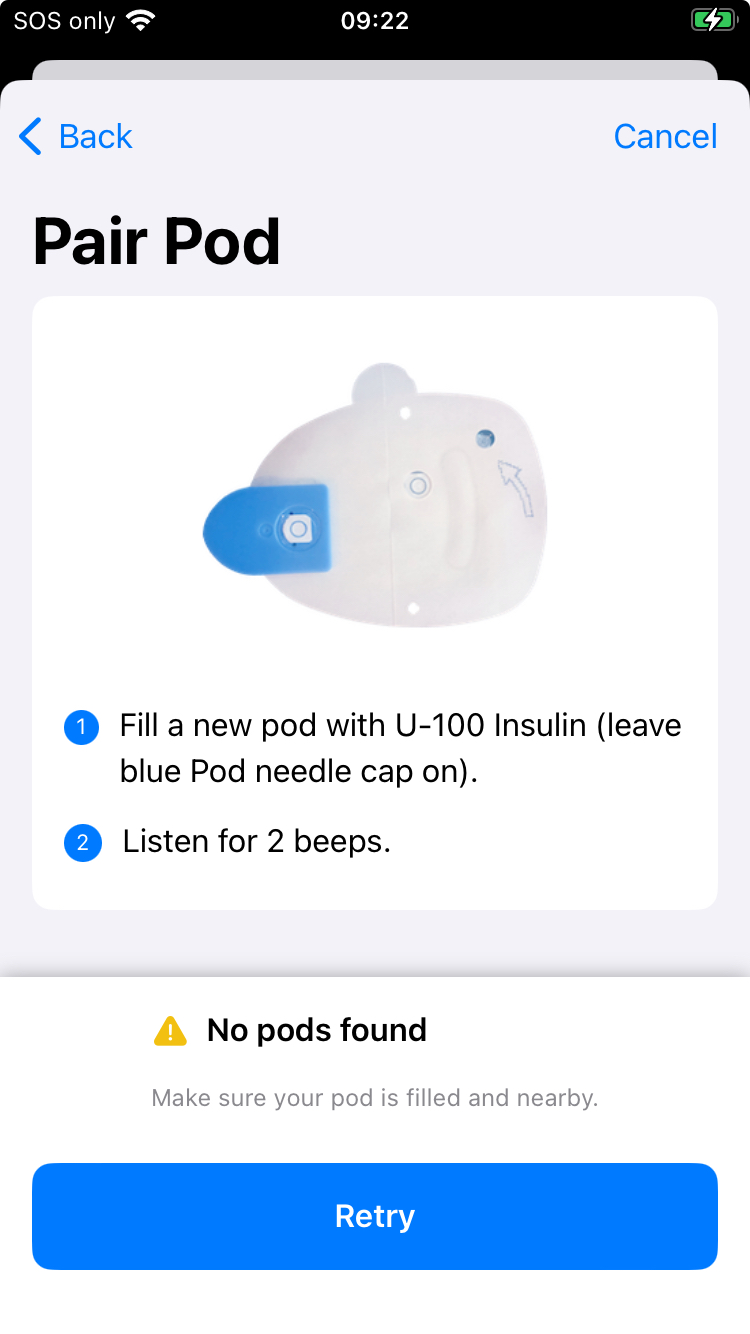 SOS only 09:22
Back Cancel
Pair Pod
1 Fill a new pod with U-100 Insulin (leave
blue Pod needle cap on).
2 Listen for 2 beeps.
No pods found
Make sure your pod is filled and nearby.
Retry